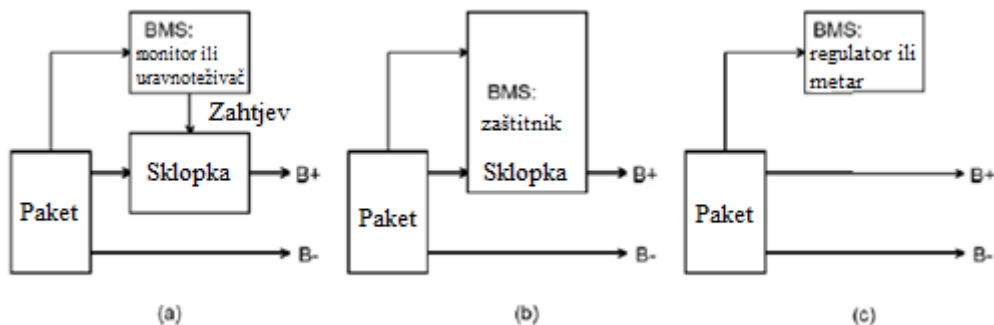 BMS:
monitor ili
uravnoteživač
Zahtjev
Sklopka
B+
Paket
B-
(a)
BMS:
zaštitnik
Sklopka
B+
Paket
B-
(b)
BMS:
regulator ili
metar
B+
Paket
B-
(c)